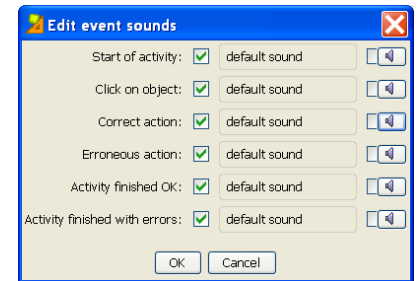 Edit event sounds
Start of activity: default sound
Click on object: default sound
Correct action: default sound
Erroneous action: default sound
Activity finished OK: default sound
Activity finished with errors: default sound
OK Cancel